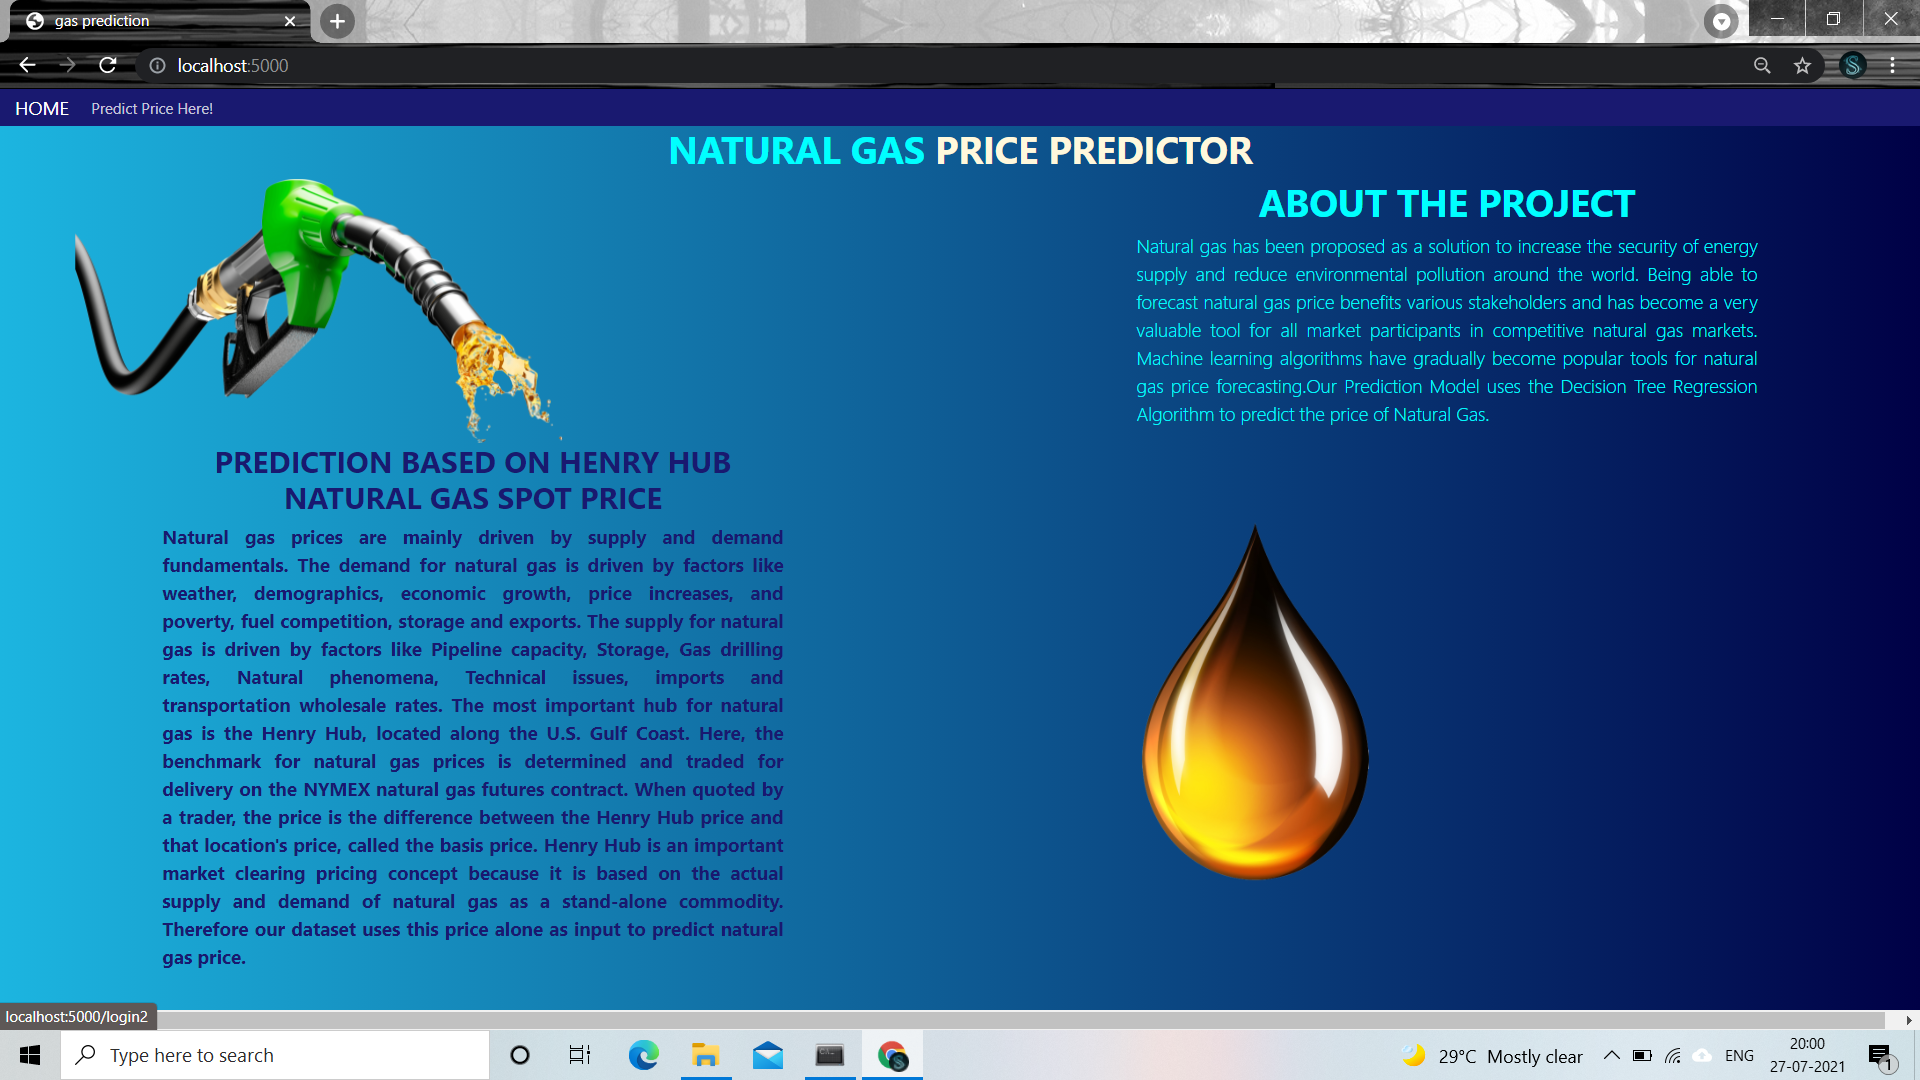 gas prediction
localhost:5000
HOME Predict Price Here!
NATURAL GAS PRICE PREDICTOR
ABOUT THE PROJECT
Natural gas has been proposed as a solution to increase the security of energy
supply and reduce environmental pollution around the world. Being able to
forecast natural gas price benefits various stakeholders and has become a very
valuable tool for all market participants in competitive natural gas markets.
Machine learning algorithms have gradually become popular tools for natural
gas price forecasting.Our Prediction Model uses the Decision Tree Regression
Algorithm to predict the price of Natural Gas.
PREDICTION BASED ON HENRY HUB
NATURAL GAS SPOT PRICE
Natural gas prices are mainly driven by supply and demand
fundamentals. The demand for natural gas is driven by factors like
weather, demographics, economic growth, price increases, and
poverty, fuel competition, storage and exports. The supply for natural
gas is driven by factors like Pipeline capacity, Storage, Gas drilling
rates, Natural phenomena, Technical issues, imports and
transportation wholesale rates. The most important hub for natural
gas is the Henry Hub, located along the U.S. Gulf Coast. Here, the
benchmark for natural gas prices is determined and traded for
delivery on the NYMEX natural gas futures contract. When quoted by
a trader, the price is the difference between the Henry Hub price and
that location's price, called the basis price. Henry Hub is an important
market clearing pricing concept because it is based on the actual
supply and demand of natural gas as a stand-alone commodity.
Therefore our dataset uses this price alone as input to predict natural
gas price.
localhost:5000/login2
Type here to search
29°C Mostly clear
ENG
20:00
27-07-2021
1